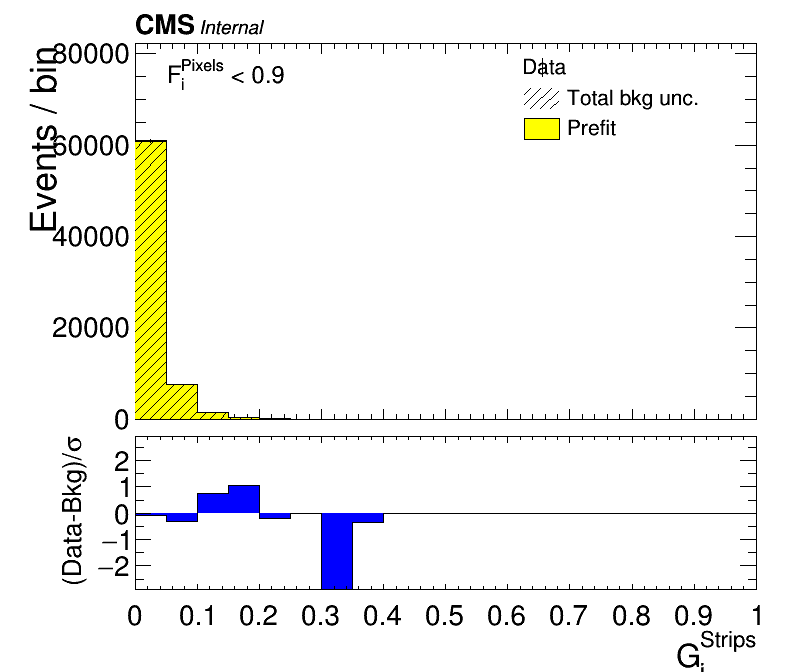 CMS Internal
Events / bin
80000
60000
40000
20000
0
F_i^Pixels < 0.9
Data
Total bkg unc.
Prefit
(Data-Bkg)/σ
2
1
0
−1
−2
0 0.1 0.2 0.3 0.4 0.5 0.6 0.7 0.8 0.9 1
G_i^Strips